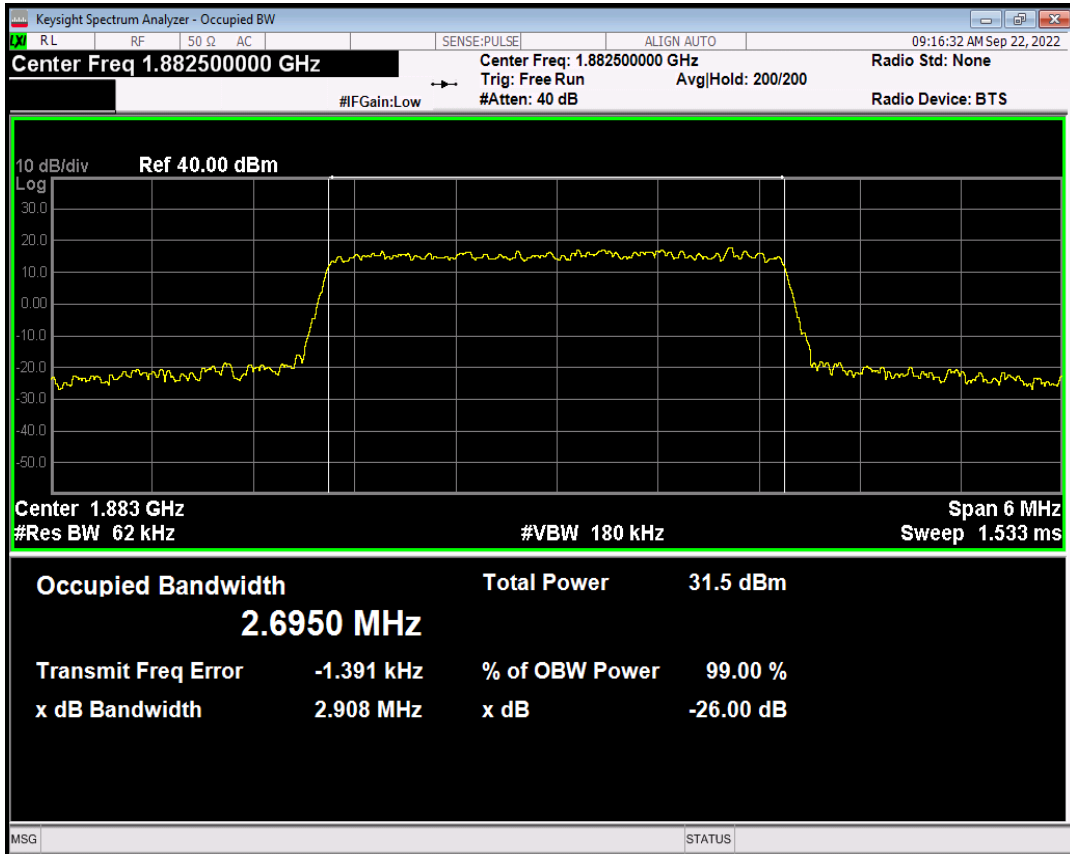 Keysight Spectrum Analyzer - Occupied BW
LXI RL RF 50 Ω AC SENSE:PULSE ALIGN AUTO 09:16:32 AM Sep 22, 2022
Center Freq 1.882500000 GHz Center Freq: 1.882500000 GHz Radio Std: None
Trig: Free Run Avg|Hold: 200/200
#IFGain:Low #Atten: 40 dB Radio Device: BTS
10 dB/div Ref 40.00 dBm
Log
30.0
20.0
10.0
0.00
-10.0
-20.0
-30.0
-40.0
-50.0
Center 1.883 GHz Span 6 MHz
#Res BW 62 kHz #VBW 180 kHz Sweep 1.533 ms
Occupied Bandwidth Total Power 31.5 dBm
2.6950 MHz
Transmit Freq Error -1.391 kHz % of OBW Power 99.00 %
x dB Bandwidth 2.908 MHz x dB -26.00 dB
MSG STATUS